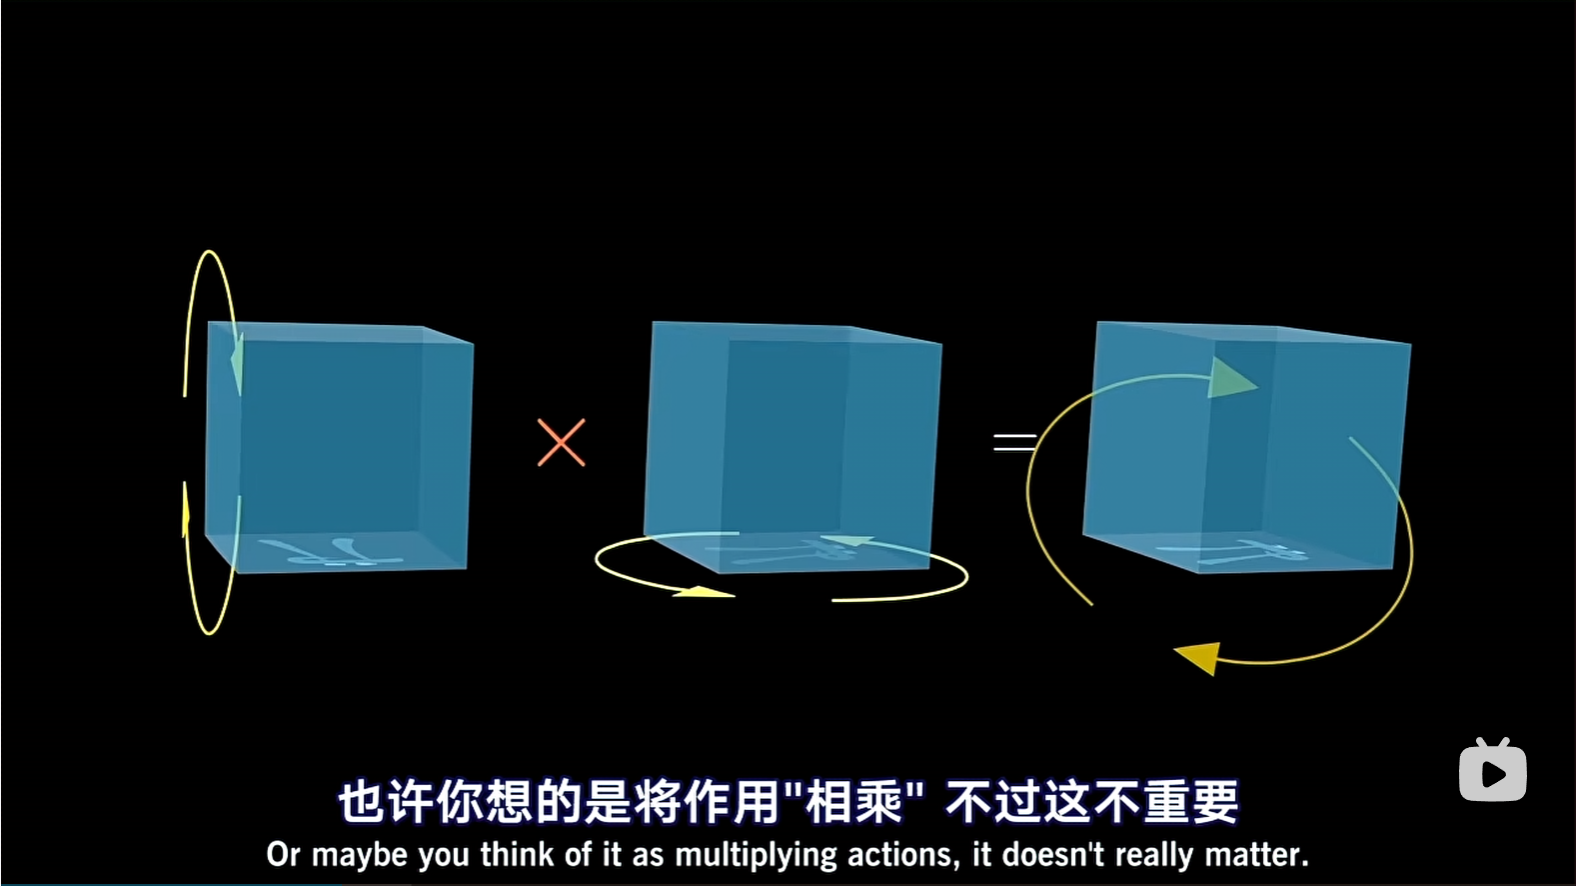 ×
=
也许你想的是将作用"相乘" 不过这不重要
Or maybe you think of it as multiplying actions, it doesn't really matter.